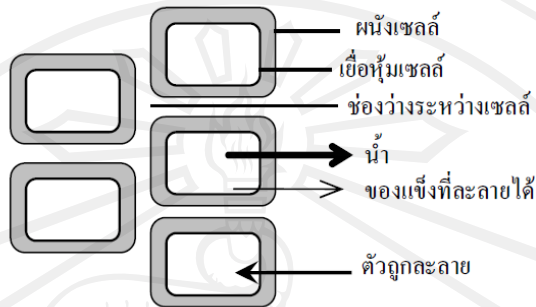 ผนังเซลล์
เยื่อหุ้มเซลล์
ช่องว่างระหว่างเซลล์
น้ำ
ของแข็งที่ละลายได้
ตัวถูกละลาย